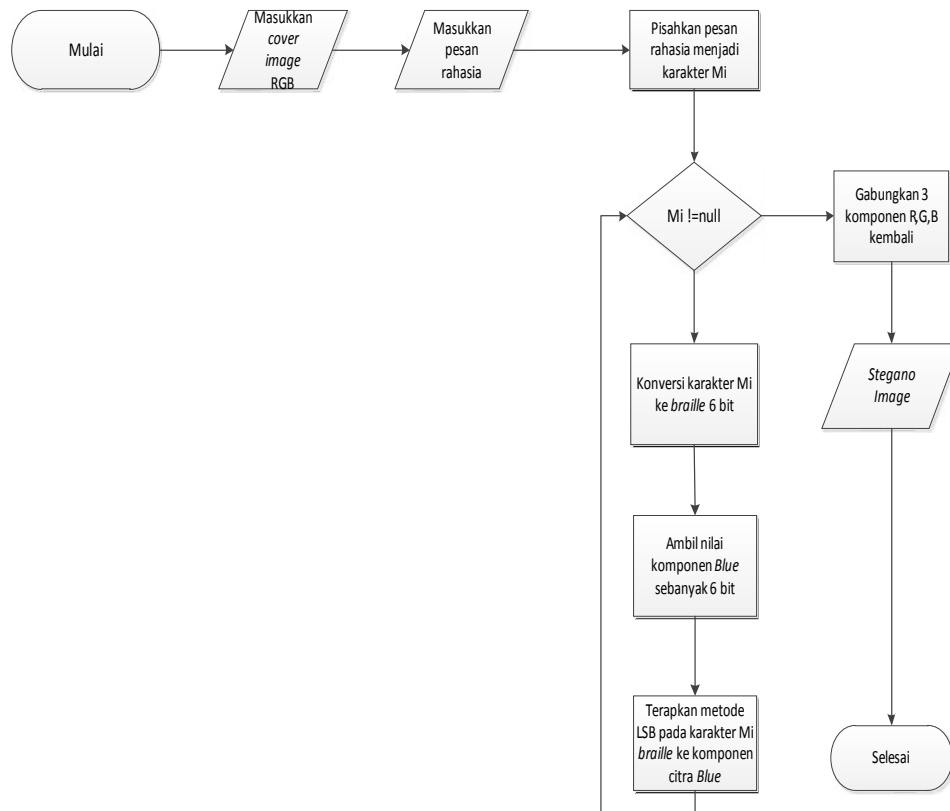 Mulai
Masukkan
cover
image
RGB
Masukkan
pesan
rahasia
Pisahkan pesan
rahasia menjadi
karakter Mi
Mi !=null
Gabungkan 3
komponen R,G,B
kembali
Konversi karakter Mi
ke braille 6 bit
Stegano
Image
Ambil nilai
komponen Blue
sebanyak 6 bit
Terapkan metode
LSB pada karakter Mi
braille ke komponen
citra Blue
Selesai